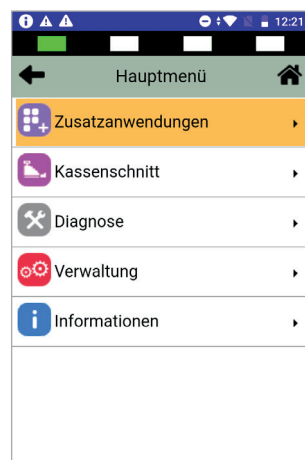 12:21
Hauptmenü
Zusatzanwendungen
Kassenschnitt
Diagnose
Verwaltung
Informationen